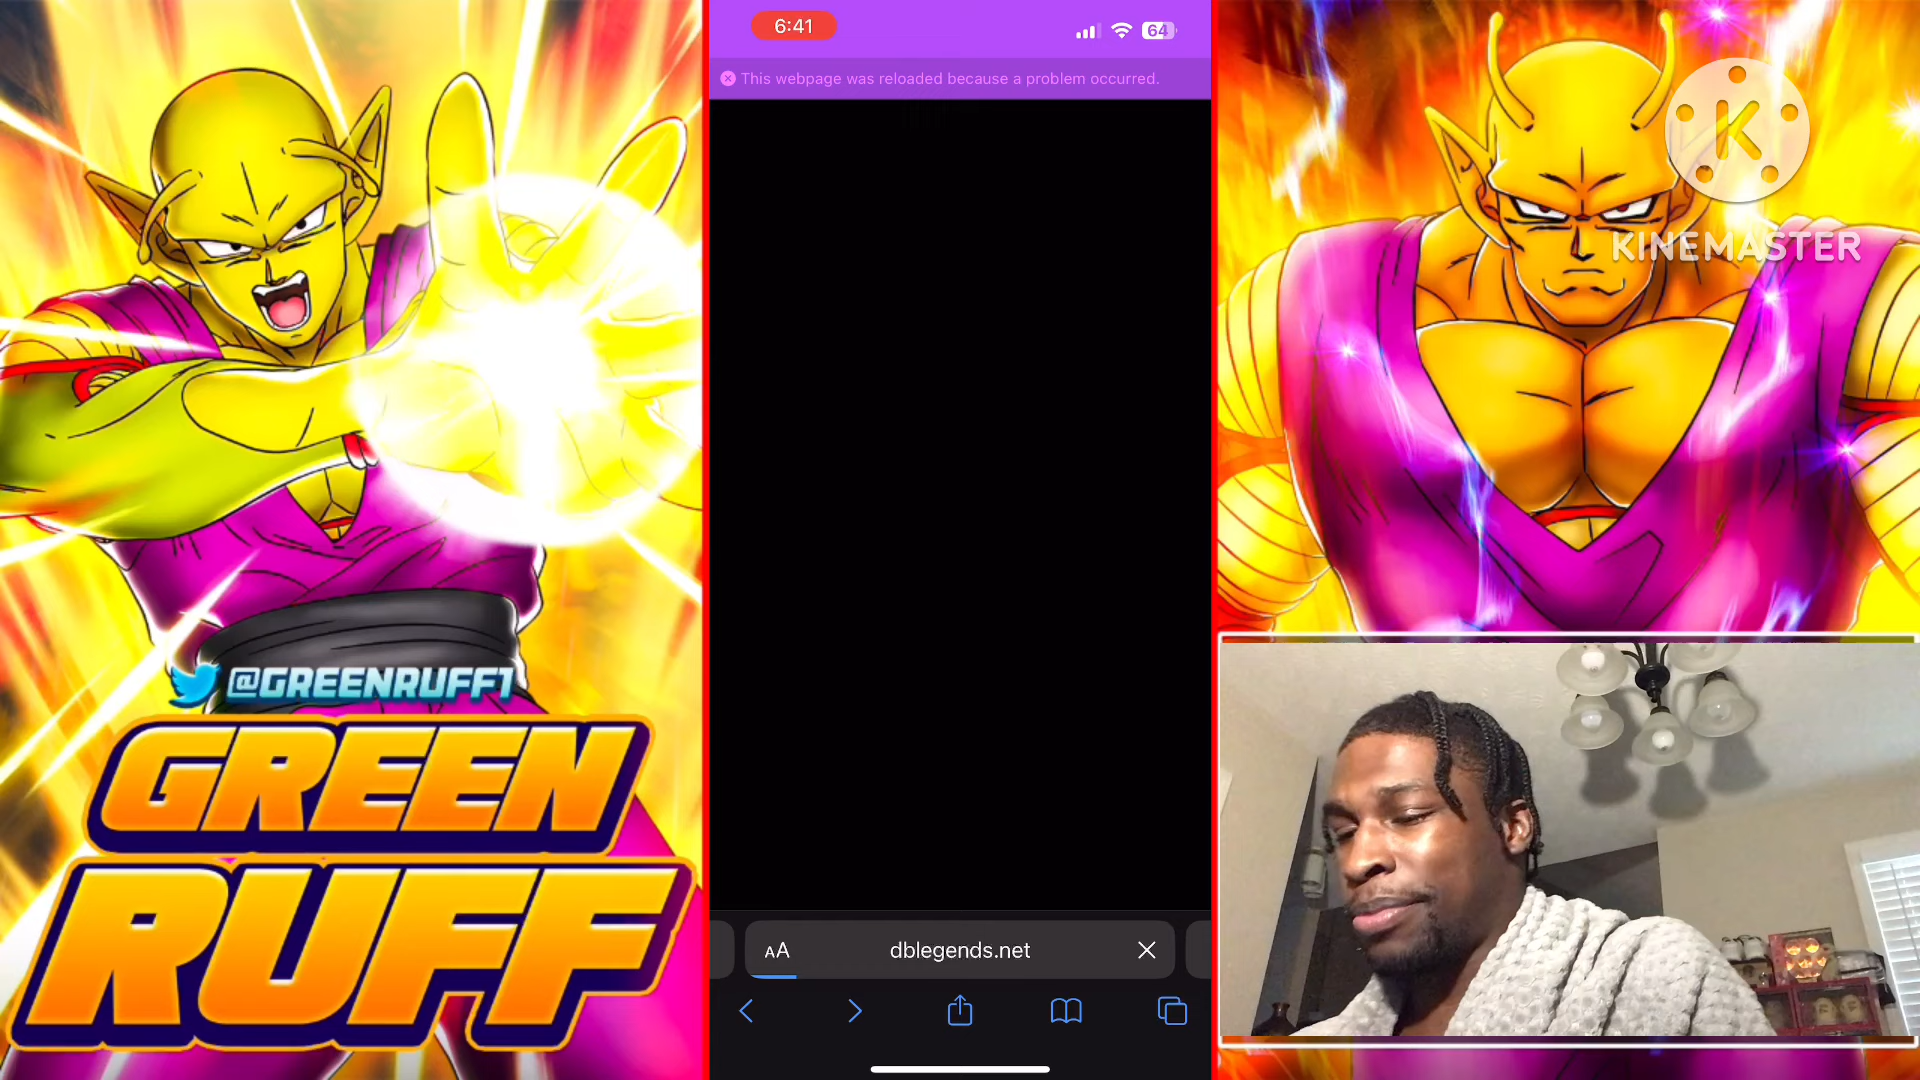 6:41
64
This webpage was reloaded because a problem occurred.
K
KINEMASTER
@GREENRUFF1
GREEN
RUFF
AA
dblegends.net